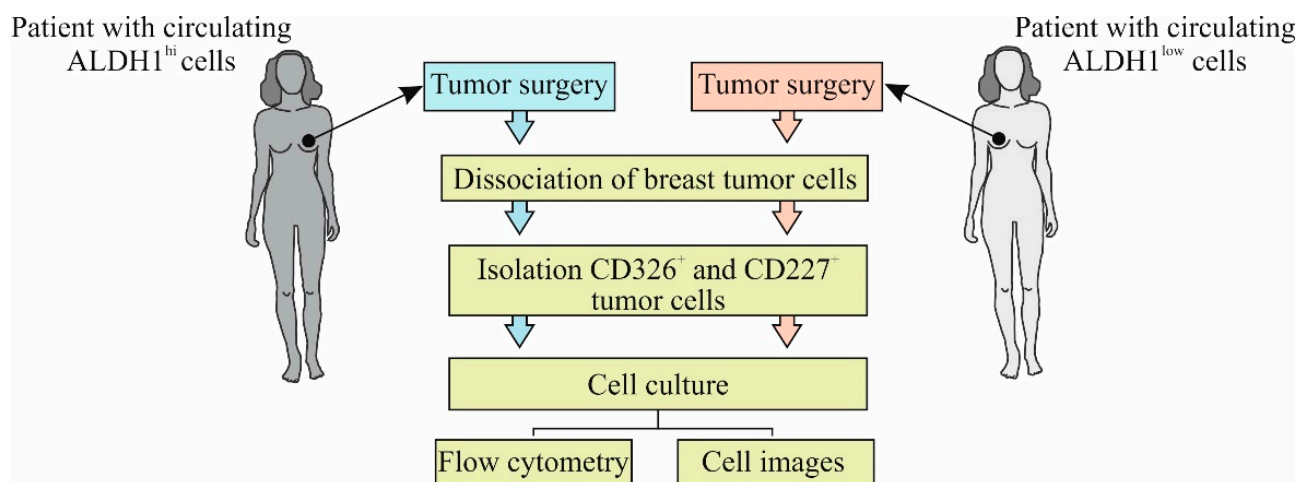 Patient with circulating
ALDH1hi cells
Patient with circulating
ALDH1low cells
Tumor surgery
Tumor surgery
Dissociation of breast tumor cells
Isolation CD326+ and CD227+
tumor cells
Cell culture
Flow cytometry
Cell images